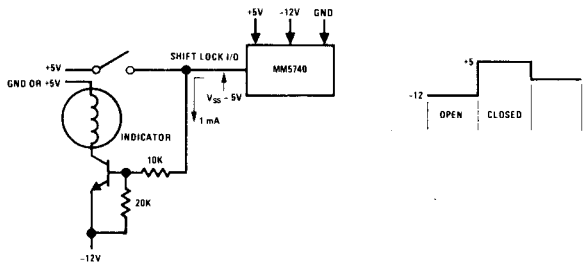 +5V -12V GND
+5V
SHIFT LOCK I/O
MM5740
GND OR +5V
VSS - 5V
1 mA
INDICATOR
10K
20K
-12V
+5
-12
OPEN CLOSED